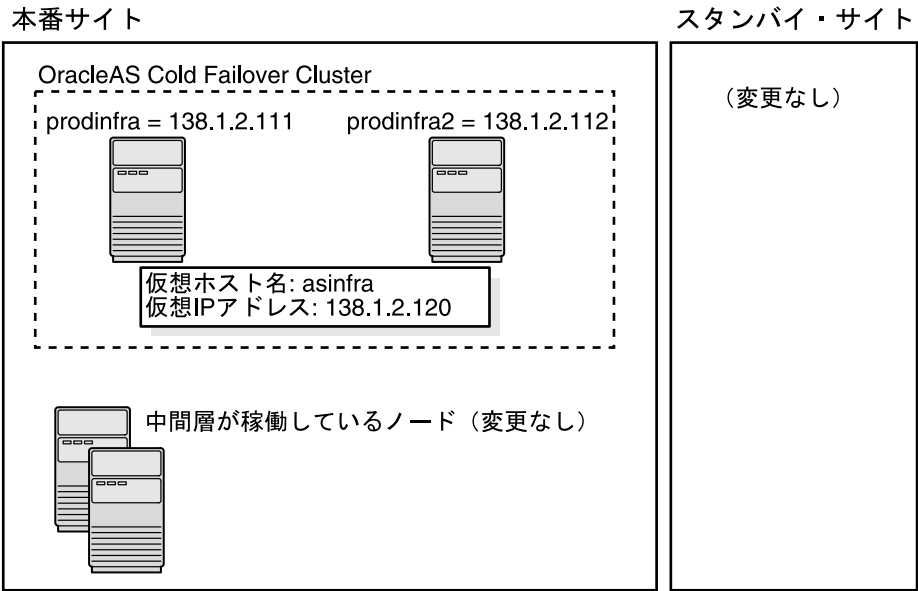 本番サイト
スタンバイ・サイト
OracleAS Cold Failover Cluster
prodinfra = 138.1.2.111
prodinfra2 = 138.1.2.112
仮想ホスト名: asinfra
仮想IPアドレス: 138.1.2.120
中間層が稼働しているノード（変更なし）
（変更なし）